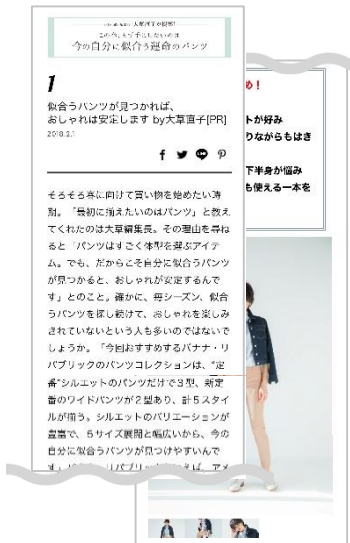 大草直子が提案!
この冬、もう手にしたいのは
今の自分に似合う運命のパンツ
1
似合うパンツが見つかれば、
おしゃれは安定します by大草直子[PR]
2018.2.1
そろそろ春に向けて買い物を始めたい時
期。「最初に揃えたいのはパンツ」と教え
てくれたのは大草編集長。その理由を尋ね
ると「パンツはすごく体型を選ぶアイテ
ム。でも、だからこそ自分に似合うパンツ
が見つかると、おしゃれが安定するんで
す」とのこと。確かに、毎シーズン、似合
うパンツを探し続けて、おしゃれを楽しみ
きれていないという人も多いのではないで
しょうか。「今回おすすめするバナナ・リ
パブリックのパンツコレクションは、“定
番”シルエットのパンツだけで3型、新定
番のワイドパンツが2型あり、計5スタイ
ルが揃う。シルエットのバリエーションが
豊富で、5サイズ展開と幅広いから、今の
自分に似合うパンツが見つけやすいんで
め!
トが好み
りながらもはき
下半身が悩み
も使える一本を